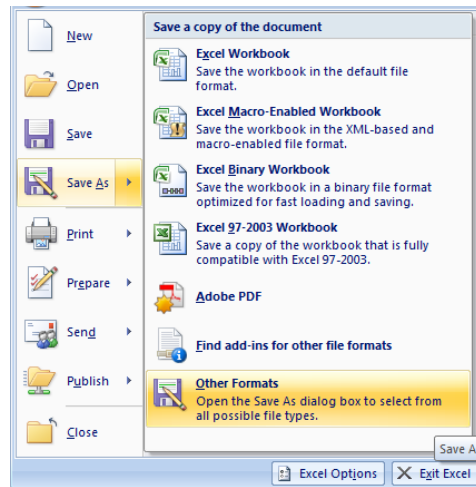 New
Open
Save
Save As
Print
Prepare
Send
Publish
Close
Save a copy of the document
Excel Workbook
Save the workbook in the default file
format.
Excel Macro-Enabled Workbook
Save the workbook in the XML-based and
macro-enabled file format.
Excel Binary Workbook
Save the workbook in a binary file format
optimized for fast loading and saving.
Excel 97-2003 Workbook
Save a copy of the workbook that is fully
compatible with Excel 97-2003.
Adobe PDF
Find add-ins for other file formats
Other Formats
Open the Save As dialog box to select from
all possible file types.
Save A
Excel Options
Exit Excel